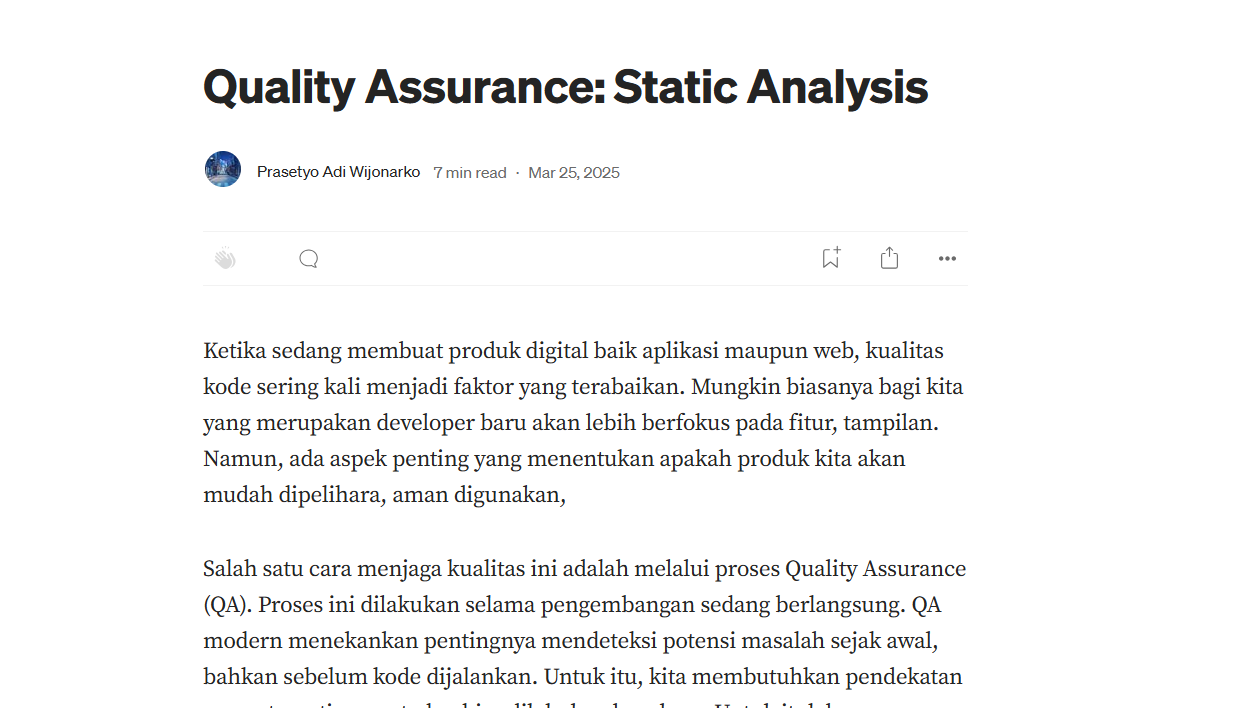 Quality Assurance: Static Analysis
Prasetyo Adi Wijonarko 7 min read · Mar 25, 2025
Ketika sedang membuat produk digital baik aplikasi maupun web, kualitas
kode sering kali menjadi faktor yang terabaikan. Mungkin biasanya bagi kita
yang merupakan developer baru akan lebih berfokus pada fitur, tampilan.
Namun, ada aspek penting yang menentukan apakah produk kita akan
mudah dipelihara, aman digunakan,
Salah satu cara menjaga kualitas ini adalah melalui proses Quality Assurance
(QA). Proses ini dilakukan selama pengembangan sedang berlangsung. QA
modern menekankan pentingnya mendeteksi potensi masalah sejak awal,
bahkan sebelum kode dijalankan. Untuk itu, kita membutuhkan pendekatan